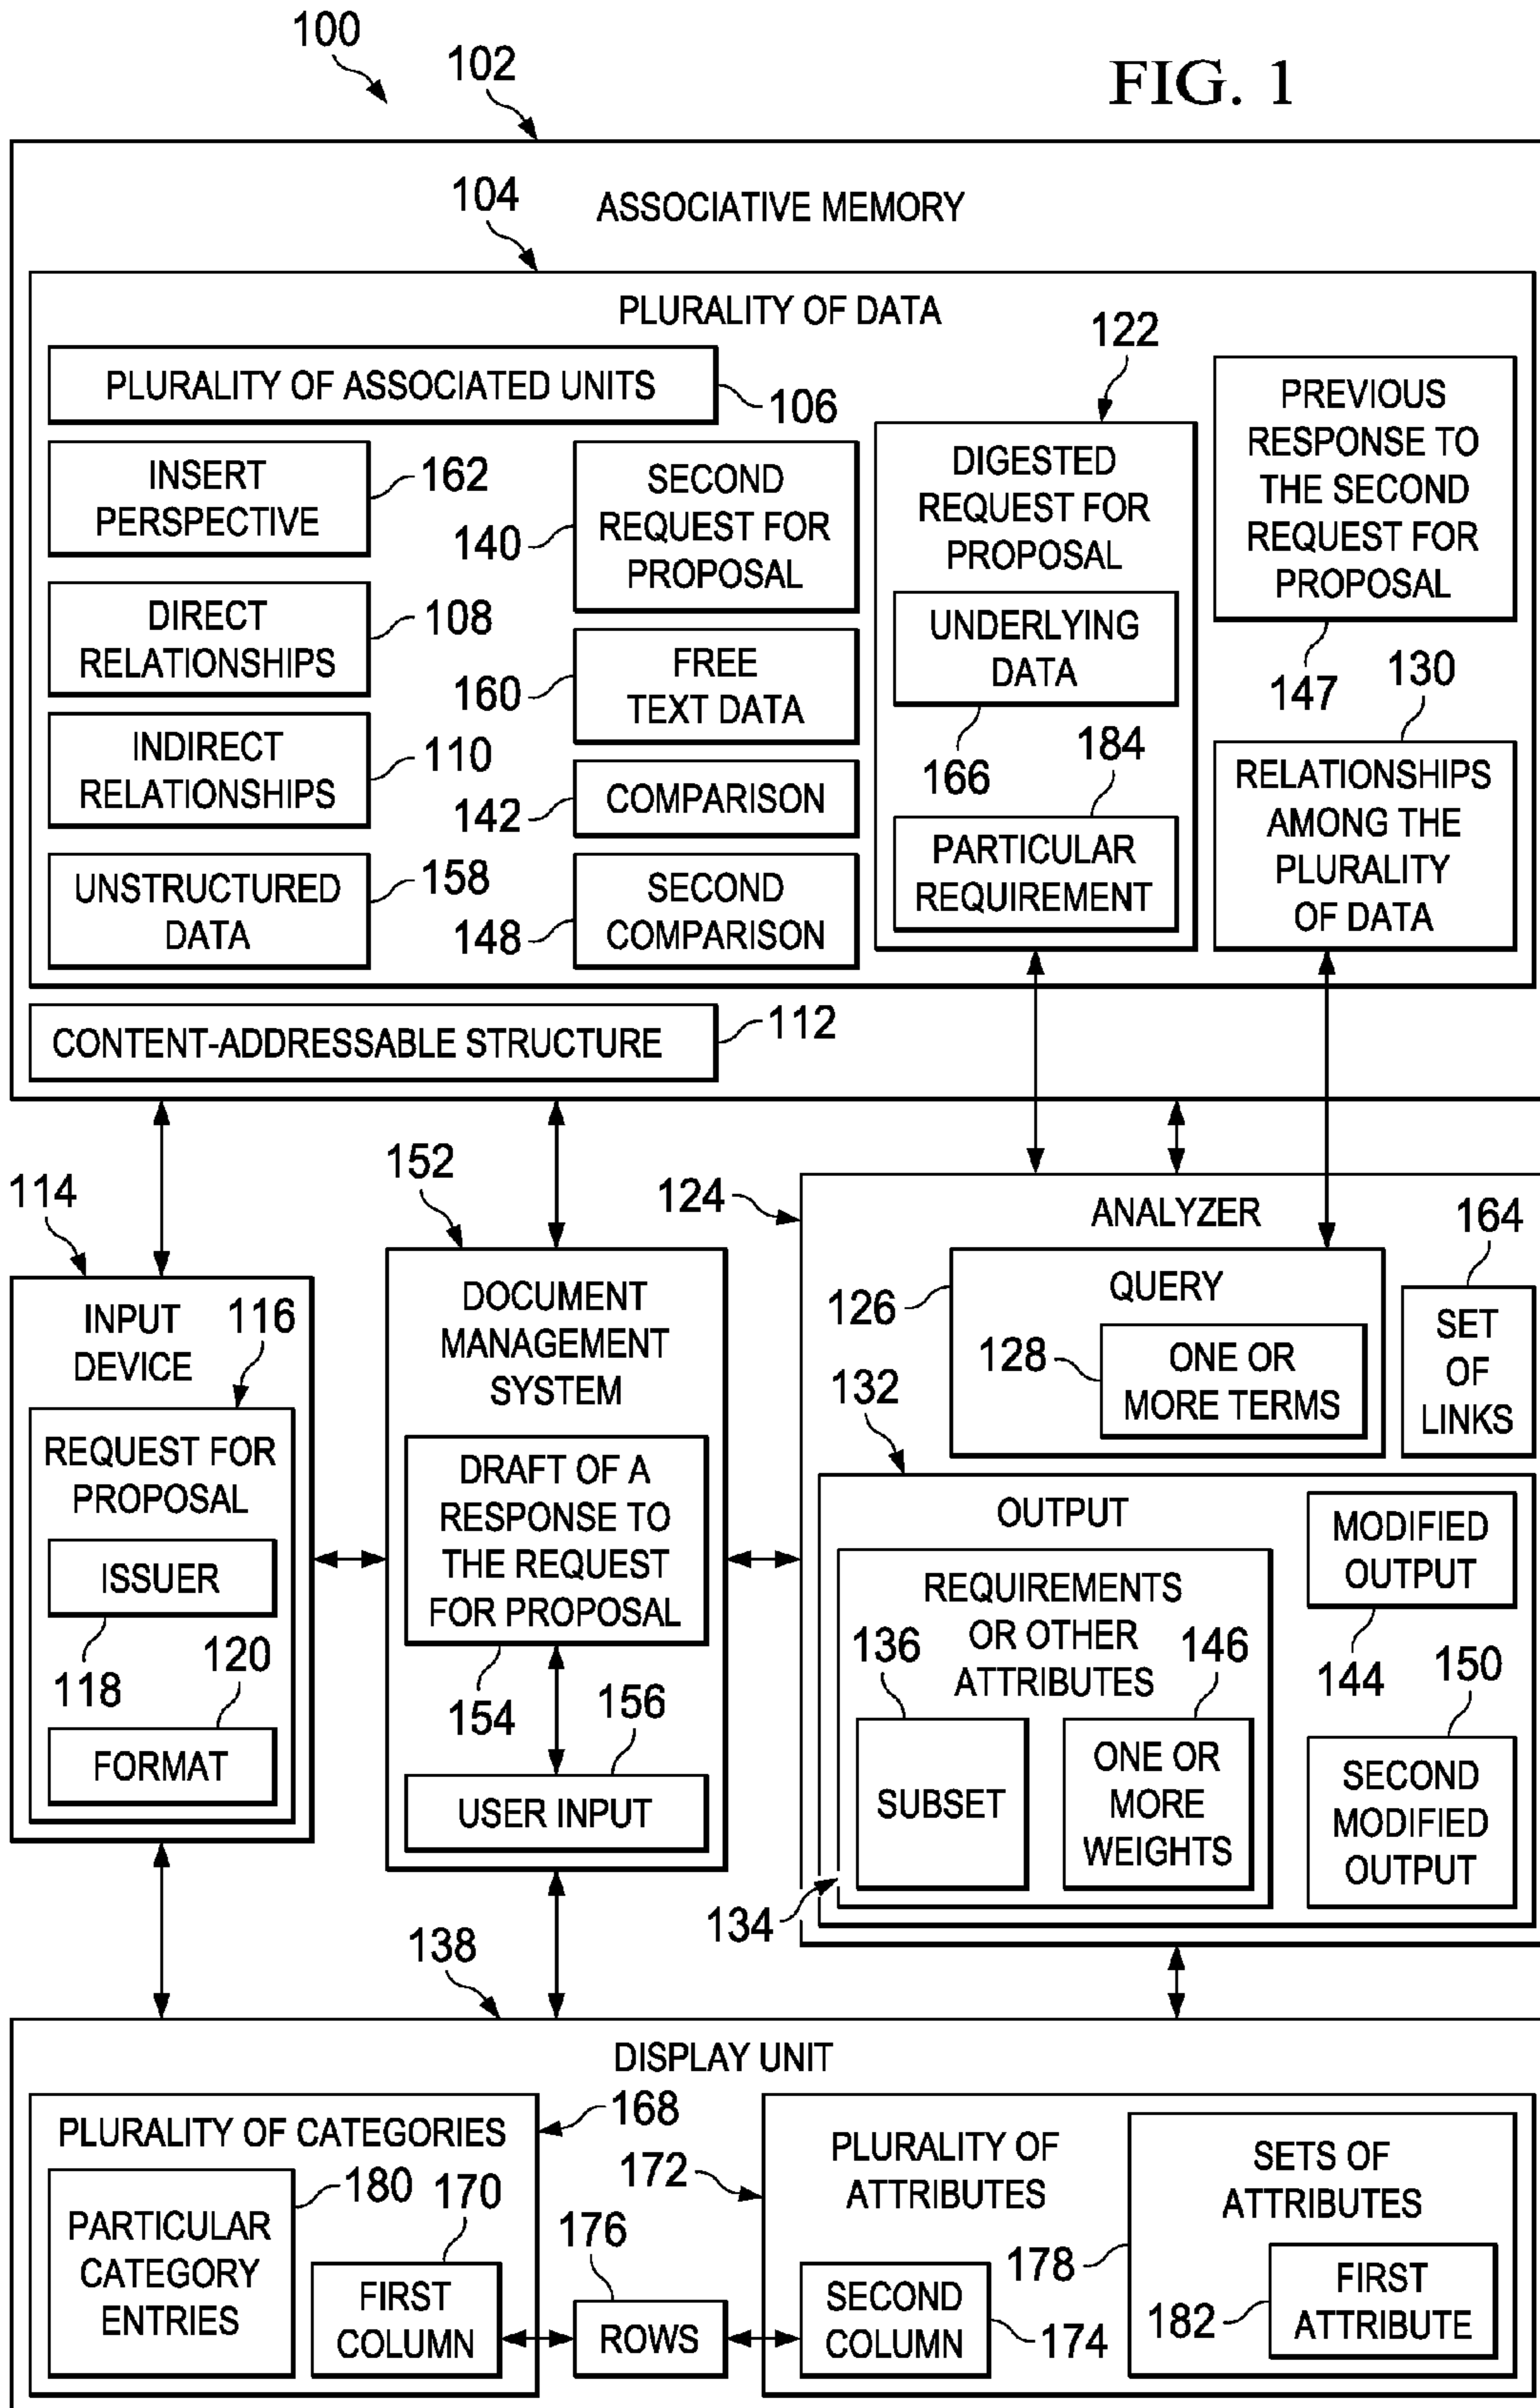 FIG. 1
100
102
104
ASSOCIATIVE MEMORY
PLURALITY OF DATA
PLURALITY OF ASSOCIATED UNITS
106
INSERT
PERSPECTIVE
162
DIRECT
RELATIONSHIPS
108
INDIRECT
RELATIONSHIPS
110
UNSTRUCTURED
DATA
158
140
SECOND
REQUEST FOR
PROPOSAL
160
FREE
TEXT DATA
142
COMPARISON
148
SECOND
COMPARISON
122
DIGESTED
REQUEST FOR
PROPOSAL
UNDERLYING
DATA
166
184
PARTICULAR
REQUIREMENT
PREVIOUS
RESPONSE TO
THE SECOND
REQUEST FOR
PROPOSAL
147
130
RELATIONSHIPS
AMONG THE
PLURALITY
OF DATA
CONTENT-ADDRESSABLE STRUCTURE
112
114
INPUT
DEVICE
116
REQUEST FOR
PROPOSAL
ISSUER
118
120
FORMAT
152
DOCUMENT
MANAGEMENT
SYSTEM
DRAFT OF A
RESPONSE TO
THE REQUEST
FOR PROPOSAL
154
156
USER INPUT
124
ANALYZER
126
QUERY
128
ONE OR
MORE TERMS
164
SET
OF
LINKS
132
OUTPUT
REQUIREMENTS
OR OTHER
ATTRIBUTES
136
SUBSET
146
ONE OR
MORE
WEIGHTS
134
MODIFIED
OUTPUT
144
150
SECOND
MODIFIED
OUTPUT
138
DISPLAY UNIT
PLURALITY OF CATEGORIES
168
PARTICULAR
CATEGORY
ENTRIES
180
170
FIRST
COLUMN
176
ROWS
172
PLURALITY OF
ATTRIBUTES
SECOND
COLUMN
174
SETS OF
ATTRIBUTES
178
182
FIRST
ATTRIBUTE